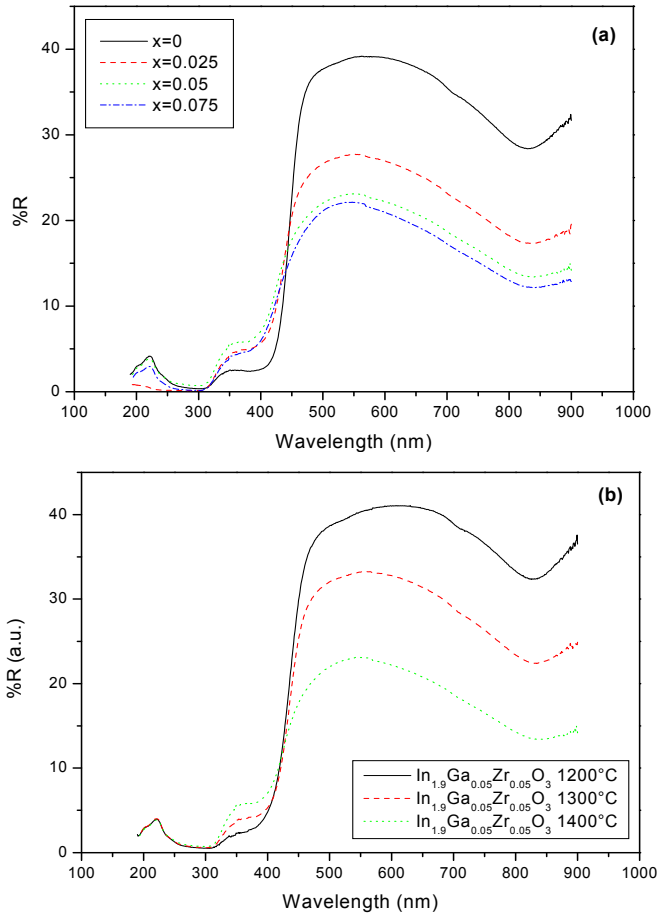 (a)
x=0
x=0.025
x=0.05
x=0.075
40
30
20
10
0
%R
100 200 300 400 500 600 700 800 900 1000
Wavelength (nm)
(b)
40
30
20
10
0
%R (a.u.)
In1.9Ga0.05Zr0.05O3 1200°C
In1.9Ga0.05Zr0.05O3 1300°C
In1.9Ga0.05Zr0.05O3 1400°C
100 200 300 400 500 600 700 800 900 1000
Wavelength (nm)